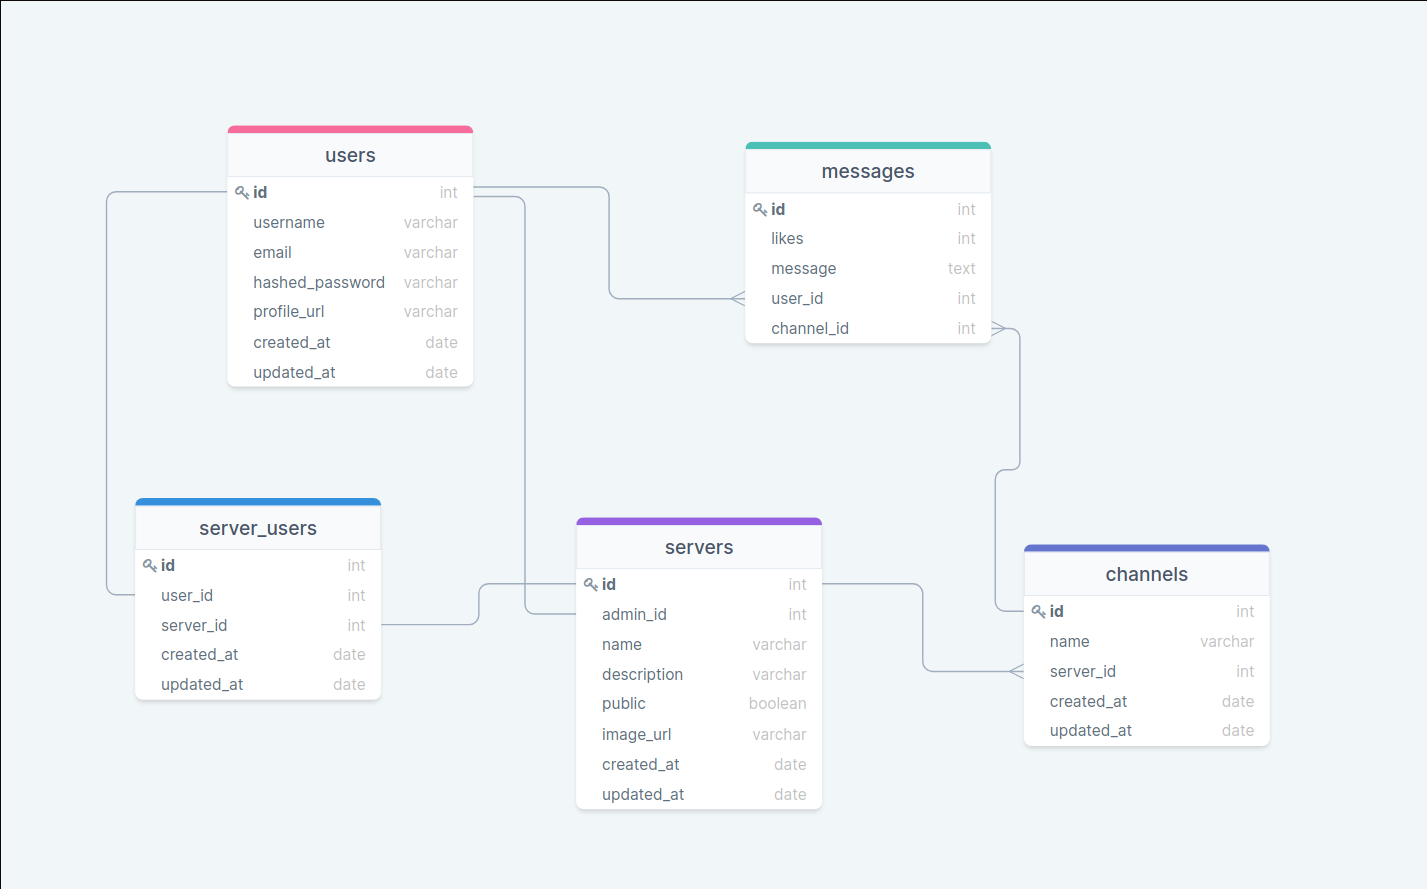 users
id int
username varchar
email varchar
hashed_password varchar
profile_url varchar
created_at date
updated_at date
messages
id int
likes int
message text
user_id int
channel_id int
server_users
id int
user_id int
server_id int
created_at date
updated_at date
servers
id int
admin_id int
name varchar
description varchar
public boolean
image_url varchar
created_at date
updated_at date
channels
id int
name varchar
server_id int
created_at date
updated_at date